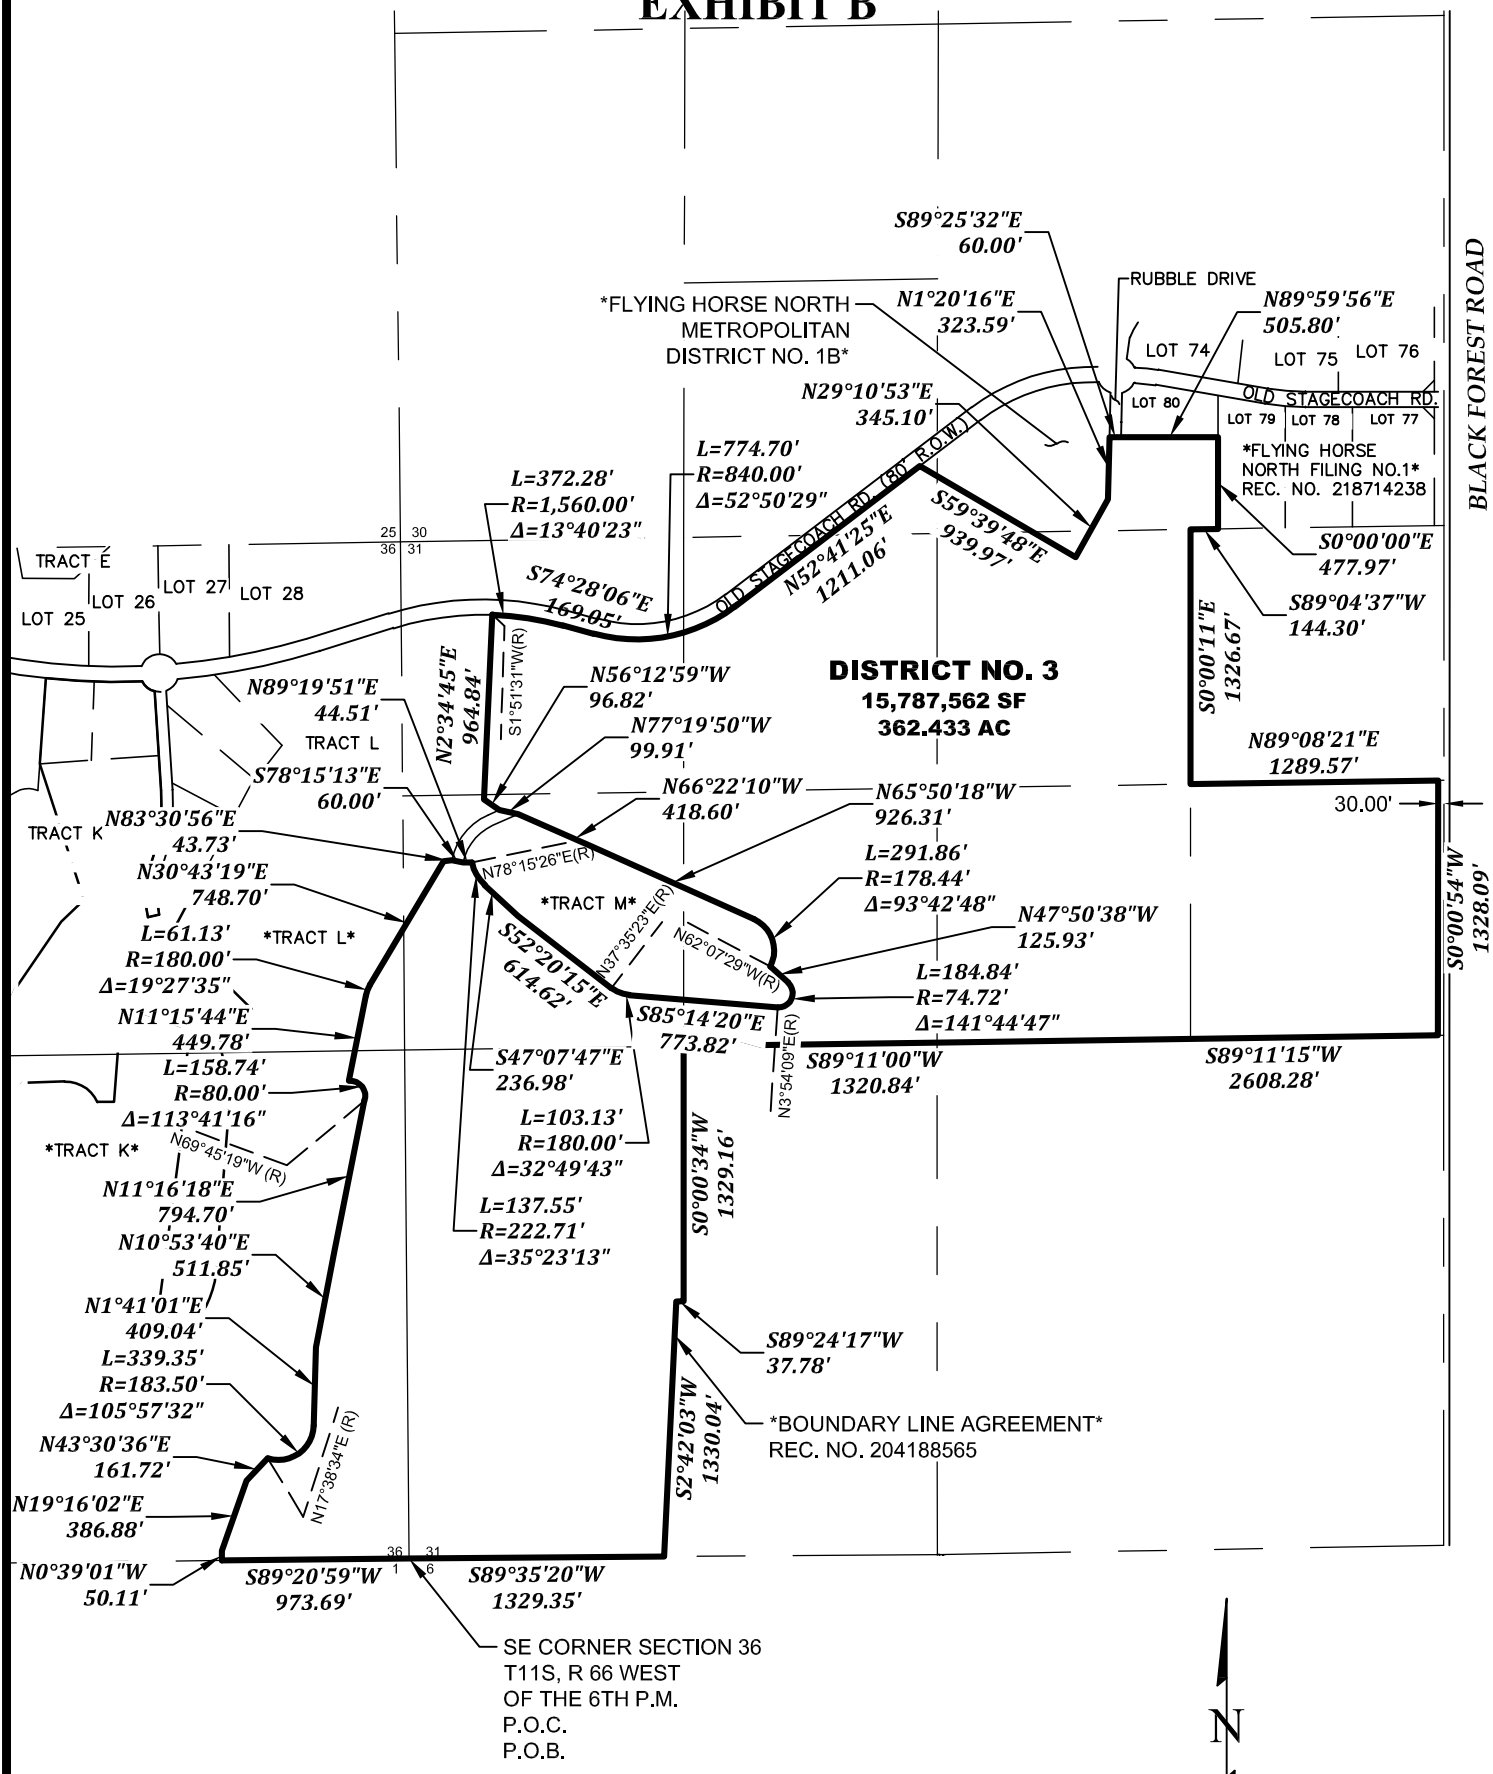 EXHIBIT B
S89°25'32"E
60.00'
RUBBLE DRIVE
*FLYING HORSE NORTH
METROPOLITAN
DISTRICT NO. 1B*
N1°20'16"E
323.59'
N89°59'56"E
505.80'
BLACK FOREST ROAD
LOT 74
LOT 75
LOT 76
N29°10'53"E
345.10'
OLD STAGECOACH RD.
LOT 80
LOT 79
LOT 78
LOT 77
*FLYING HORSE
NORTH FILING NO.1*
REC. NO. 218714238
L=774.70'
R=840.00'
Δ=52°50'29"
L=372.28'
R=1,560.00'
Δ=13°40'23"
OLD STAGECOACH RD. (80' R.O.W.)
N52°41'25"E
1211.06'
S59°39'48"E
939.97'
25 30
36 31
S0°00'00"E
477.97'
S89°04'37"W
144.30'
S0°00'11"E
1326.67'
TRACT E
LOT 25
LOT 26
LOT 27
LOT 28
S74°28'06"E
169.05'
N2°34'45"E
964.84'
S1°51'31"W(R)
N56°12'59"W
96.82'
DISTRICT NO. 3
15,787,562 SF
362.433 AC
N89°19'51"E
44.51'
TRACT L
N77°19'50"W
99.91'
N89°08'21"E
1289.57'
S78°15'13"E
60.00'
N66°22'10"W
418.60'
N65°50'18"W
926.31'
30.00'
TRACT K
N83°30'56"E
43.73'
N30°43'19"E
748.70'
N78°15'26"E(R)
L=291.86'
R=178.44'
Δ=93°42'48"
S0°00'54"W
1328.09'
*TRACT M*
*TRACT L*
L=61.13'
R=180.00'
Δ=19°27'35"
S52°20'15"E
614.62'
N37°35'23"E(R)
N62°07'29"W(R)
N47°50'38"W
125.93'
L=184.84'
R=74.72'
Δ=141°44'47"
N11°15'44"E
449.78'
S85°14'20"E
773.82'
S89°11'00"W
1320.84'
S89°11'15"W
2608.28'
N3°54'09"E(R)
S47°07'47"E
236.98'
L=158.74'
R=80.00'
Δ=113°41'16"
L=103.13'
R=180.00'
Δ=32°49'43"
*TRACT K*
N69°45'19"W (R)
S0°00'34"W
1329.16'
N11°16'18"E
794.70'
L=137.55'
R=222.71'
Δ=35°23'13"
N10°53'40"E
511.85'
N1°41'01"E
409.04'
S89°24'17"W
37.78'
L=339.35'
R=183.50'
Δ=105°57'32"
S2°42'03"W
1330.04'
*BOUNDARY LINE AGREEMENT*
REC. NO. 204188565
N43°30'36"E
161.72'
N17°38'34"E (R)
N19°16'02"E
386.88'
N0°39'01"W
50.11'
36 31
1 6
S89°20'59"W
973.69'
S89°35'20"W
1329.35'
SE CORNER SECTION 36
T11S, R 66 WEST
OF THE 6TH P.M.
P.O.C.
P.O.B.
N